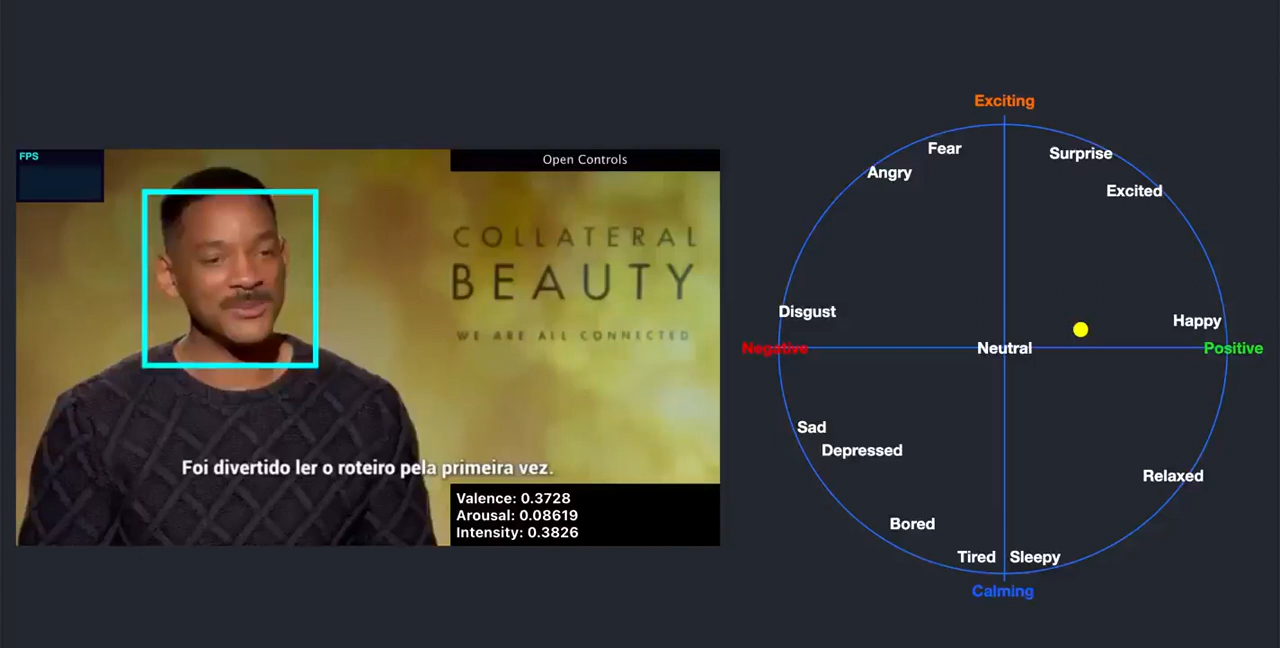 FPS
Open Controls
COLLATERAL
BEAUTY
WE ARE ALL CONNECTED
Foi divertido ler o roteiro pela primeira vez.
Valence: 0.3728
Arousal: 0.08619
Intensity: 0.3826
Exciting
Fear
Surprise
Angry
Excited
Disgust
Happy
Negative
Neutral
Positive
Sad
Depressed
Relaxed
Bored
Tired
Sleepy
Calming